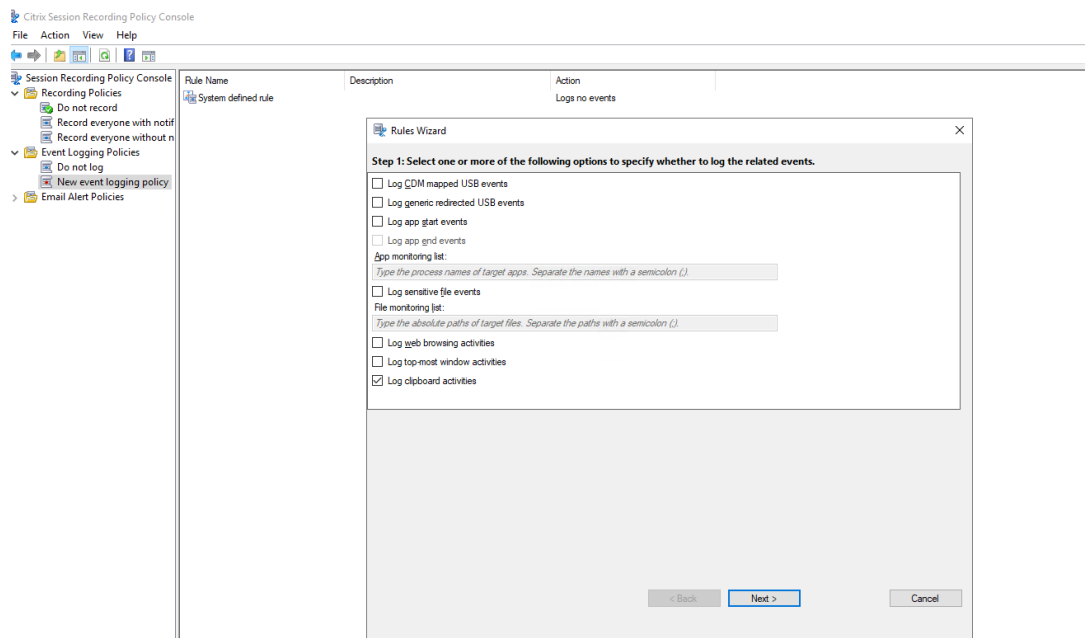 Citrix Session Recording Policy Console
File Action View Help
Session Recording Policy Console
Recording Policies
Do not record
Record everyone with notif
Record everyone without n
Event Logging Policies
Do not log
New event logging policy
Email Alert Policies
Rule Name Description Action
System defined rule Logs no events
Rules Wizard
Step 1: Select one or more of the following options to specify whether to log the related events.
Log CDM mapped USB events
Log generic redirected USB events
Log app start events
Log app end events
App monitoring list:
Type the process names of target apps. Separate the names with a semicolon (;).
Log sensitive file events
File monitoring list:
Type the absolute paths of target files. Separate the paths with a semicolon (;).
Log web browsing activities
Log top-most window activities
Log clipboard activities
< Back Next > Cancel